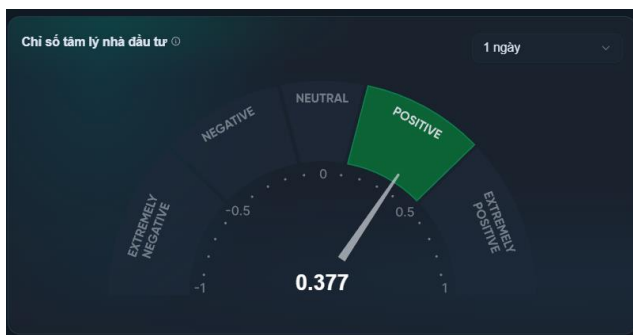 Chỉ số tâm lý nhà đầu tư
1 ngày
NEUTRAL
NEGATIVE
POSITIVE
EXTREMELY
NEGATIVE
EXTREMELY
POSITIVE
0
-0.5
0.5
-1
1
0.377